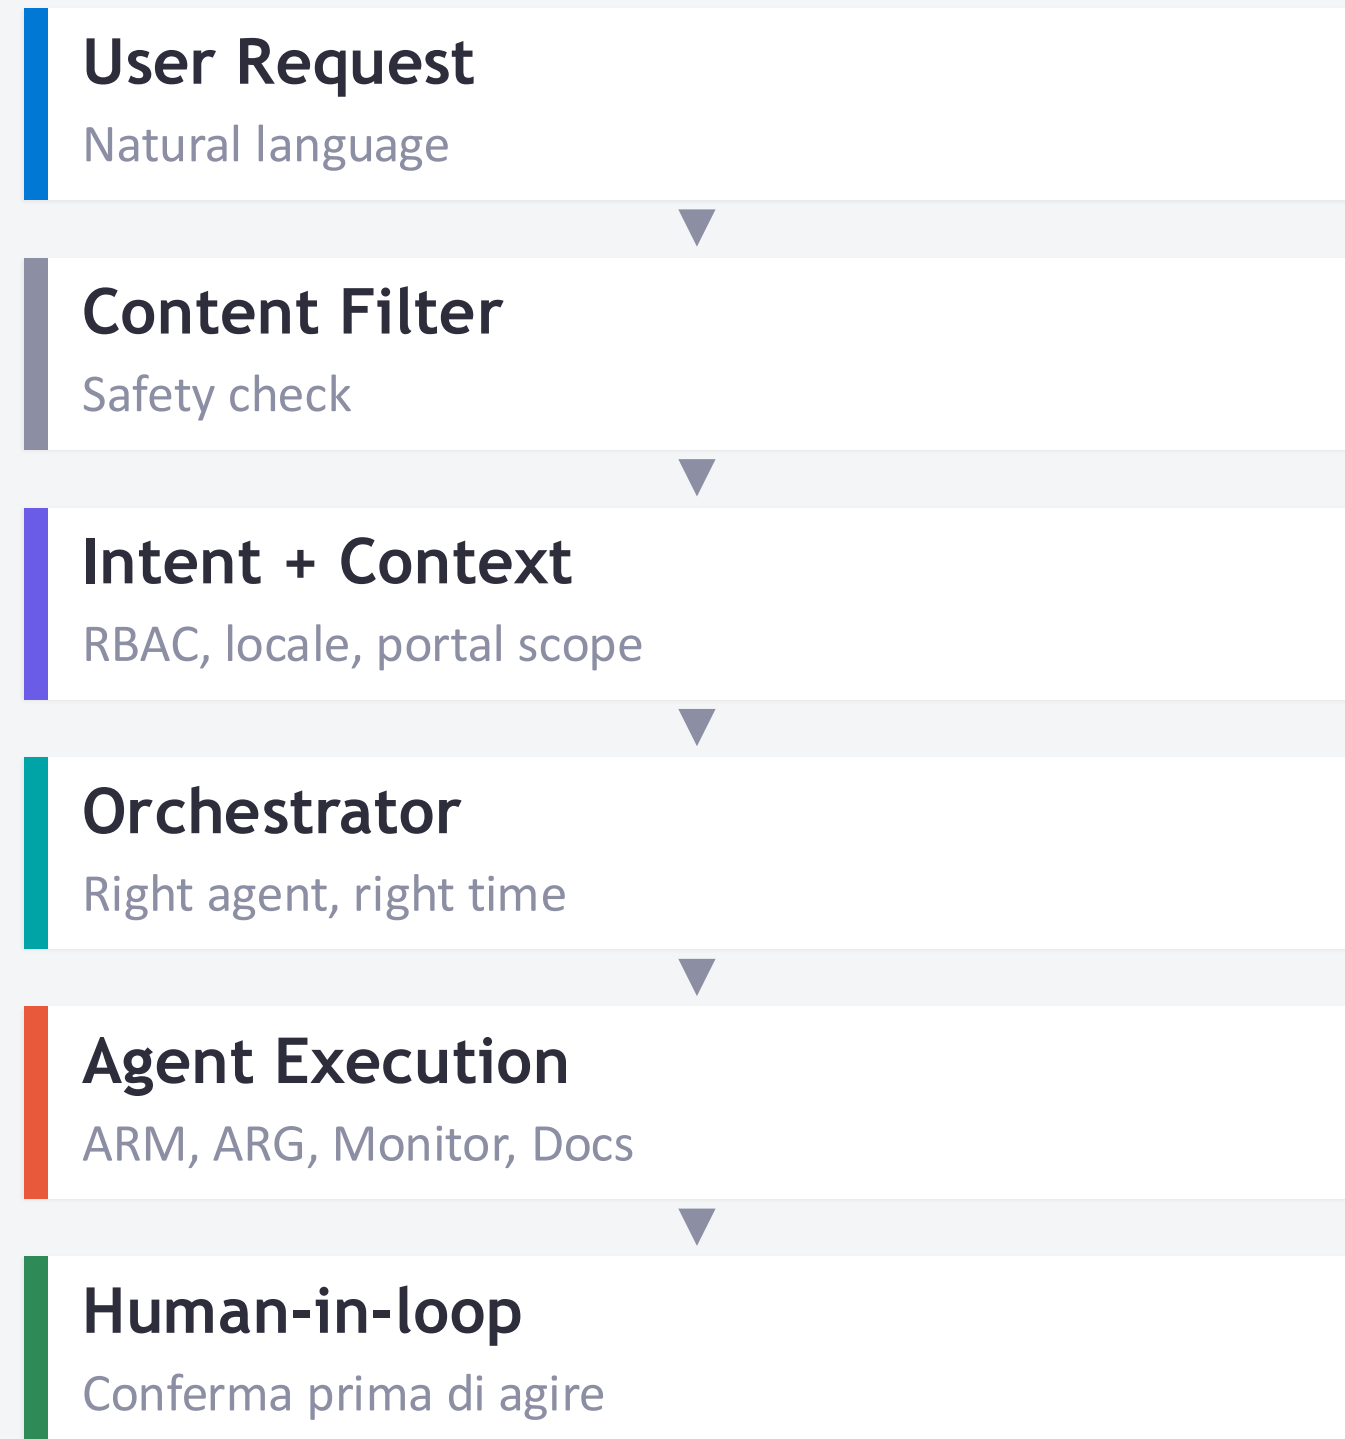 User Request
Natural language
Content Filter
Safety check
Intent + Context
RBAC, locale, portal scope
Orchestrator
Right agent, right time
Agent Execution
ARM, ARG, Monitor, Docs
Human-in-loop
Conferma prima di agire